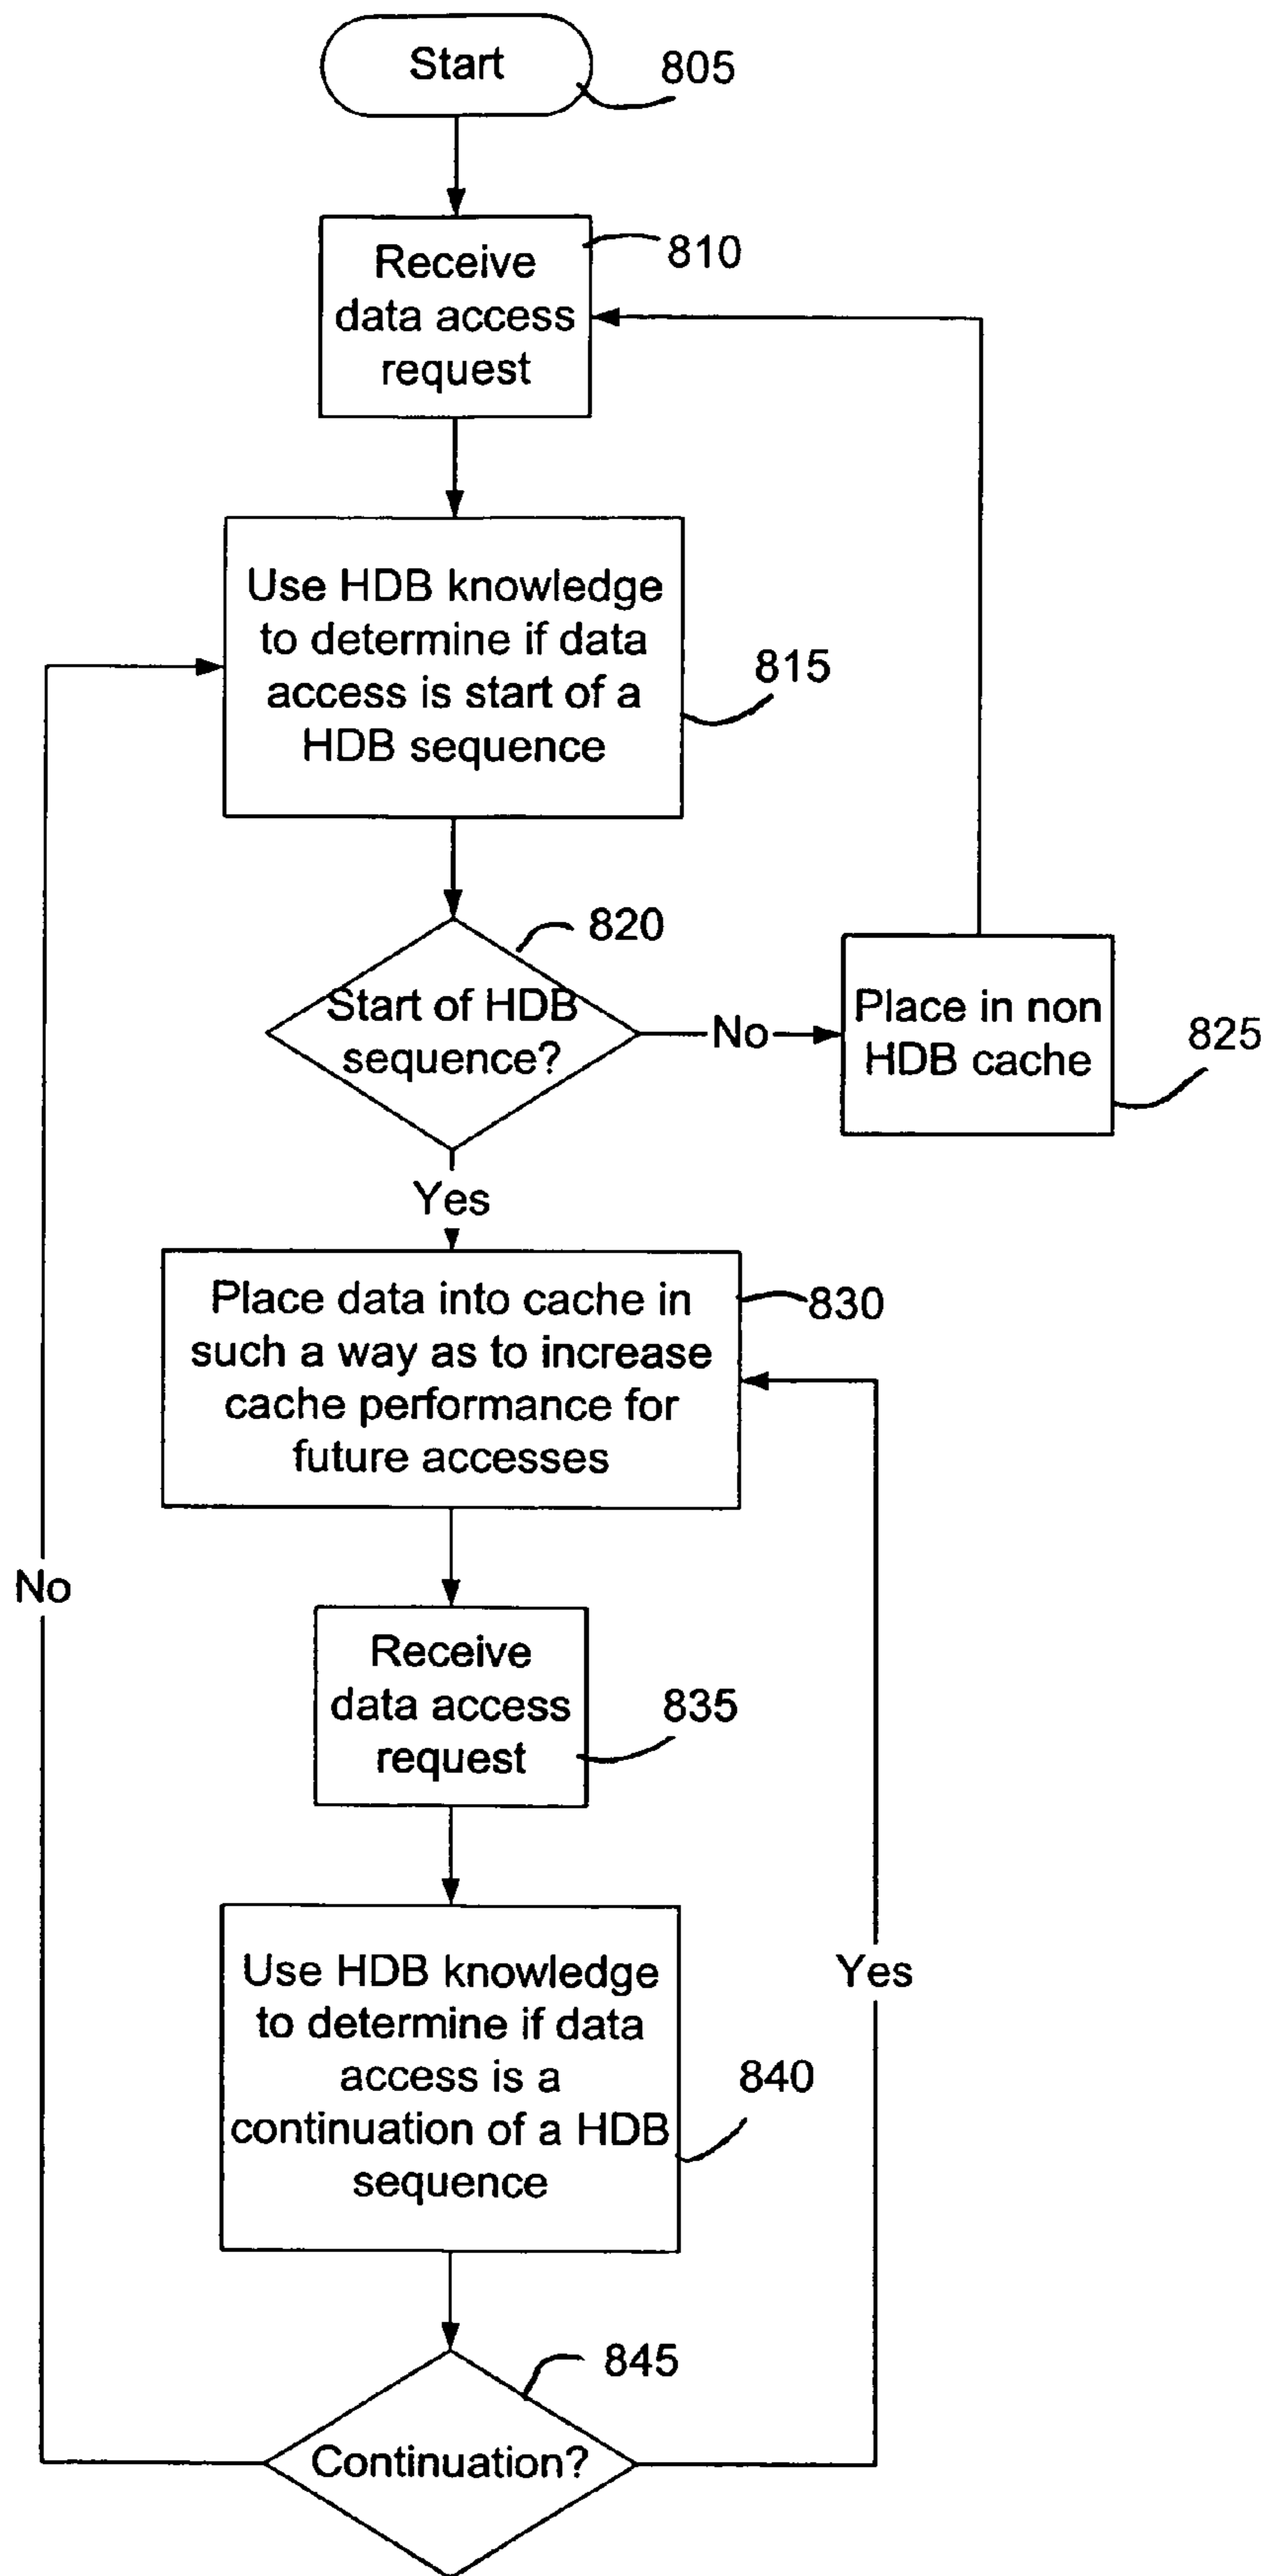 Start
805
Receive
data access
request
810
Use HDB knowledge
to determine if data
access is start of a
HDB sequence
815
Start of HDB
sequence?
820
No
Place in non
HDB cache
825
Yes
Place data into cache in
such a way as to increase
cache performance for
future accesses
830
No
Receive
data access
request
835
Use HDB knowledge
to determine if data
access is a
continuation of a HDB
sequence
840
Yes
Continuation?
845